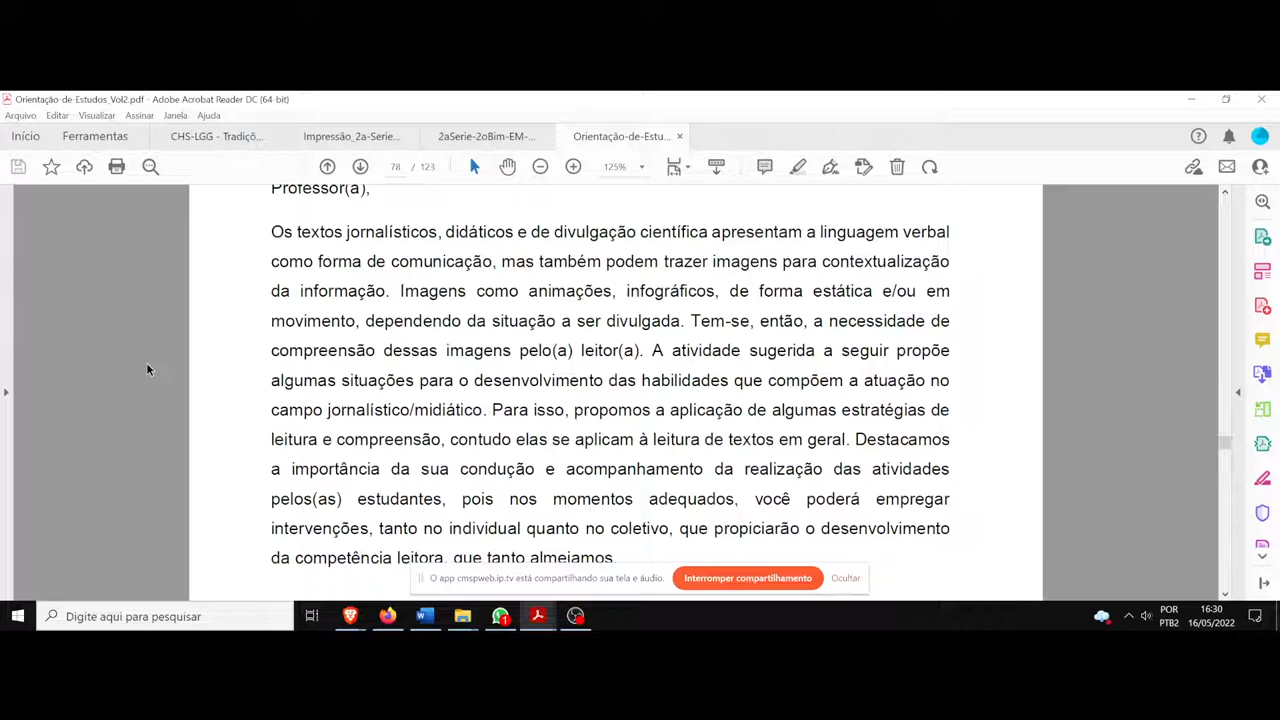 Orientação-de-Estudos_Vol2.pdf - Adobe Acrobat Reader DC (64-bit)
Arquivo Editar Visualizar Assinar Janela Ajuda
Início Ferramentas CHS-LGG - Tradiçõ... Impressão_2a-Serie... 2aSerie-2oBim-EM-... Orientação-de-Estu... ×
78 / 123 125%
Professor(a),
Os textos jornalísticos, didáticos e de divulgação científica apresentam a linguagem verbal
como forma de comunicação, mas também podem trazer imagens para contextualização
da informação. Imagens como animações, infográficos, de forma estática e/ou em
movimento, dependendo da situação a ser divulgada. Tem-se, então, a necessidade de
compreensão dessas imagens pelo(a) leitor(a). A atividade sugerida a seguir propõe
algumas situações para o desenvolvimento das habilidades que compõem a atuação no
campo jornalístico/midiático. Para isso, propomos a aplicação de algumas estratégias de
leitura e compreensão, contudo elas se aplicam à leitura de textos em geral. Destacamos
a importância da sua condução e acompanhamento da realização das atividades
pelos(as) estudantes, pois nos momentos adequados, você poderá empregar
intervenções, tanto no individual quanto no coletivo, que propiciarão o desenvolvimento
da competência leitora, que tanto almejamos.
O app cmspweb.ip.tv está compartilhando sua tela e áudio. Interromper compartilhamento Ocultar
Digite aqui para pesquisar
1
POR 16:30
PTB2 16/05/2022